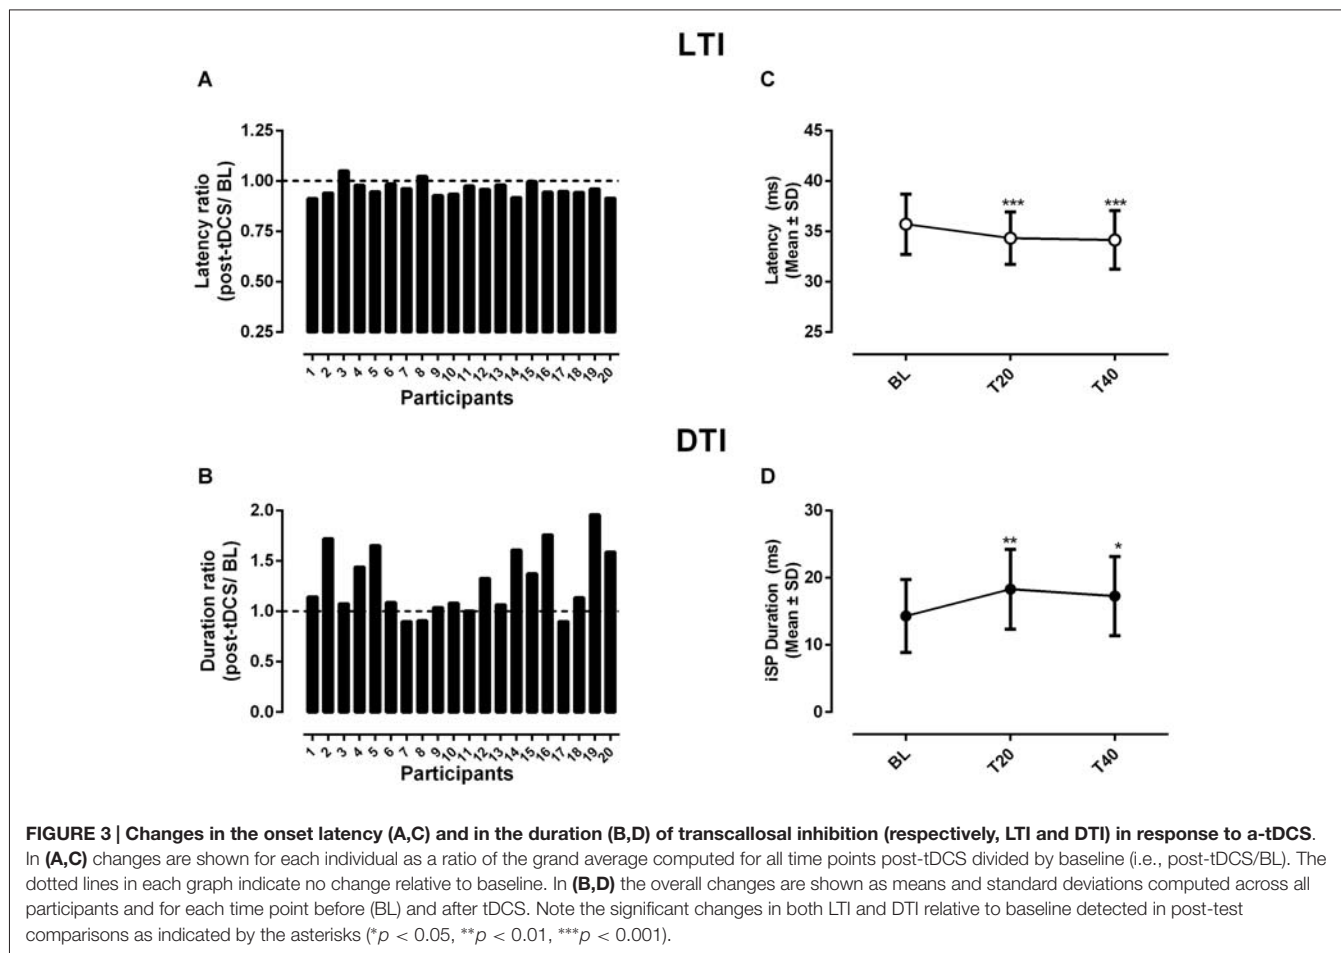 LTI
A
1.25
1.00
0.75
0.50
0.25
Latency ratio
(post-tDCS/ BL)
1 2 3 4 5 6 7 8 9 10 11 12 13 14 15 16 17 18 19 20
Participants
C
45
40
35
30
25
Latency (ms)
(Mean ± SD)
*** ***
BL T20 T40
DTI
B
2.0
1.5
1.0
0.5
0.0
Duration ratio
(post-tDCS/ BL)
1 2 3 4 5 6 7 8 9 10 11 12 13 14 15 16 17 18 19 20
Participants
D
30
20
10
0
iSP Duration (ms)
(Mean ± SD)
** *
BL T20 T40
FIGURE 3 | Changes in the onset latency (A,C) and in the duration (B,D) of transcallosal inhibition (respectively, LTI and DTI) in response to a-tDCS.
In (A,C) changes are shown for each individual as a ratio of the grand average computed for all time points post-tDCS divided by baseline (i.e., post-tDCS/BL). The
dotted lines in each graph indicate no change relative to baseline. In (B,D) the overall changes are shown as means and standard deviations computed across all
participants and for each time point before (BL) and after tDCS. Note the significant changes in both LTI and DTI relative to baseline detected in post-test
comparisons as indicated by the asterisks (*p < 0.05, **p < 0.01, ***p < 0.001).